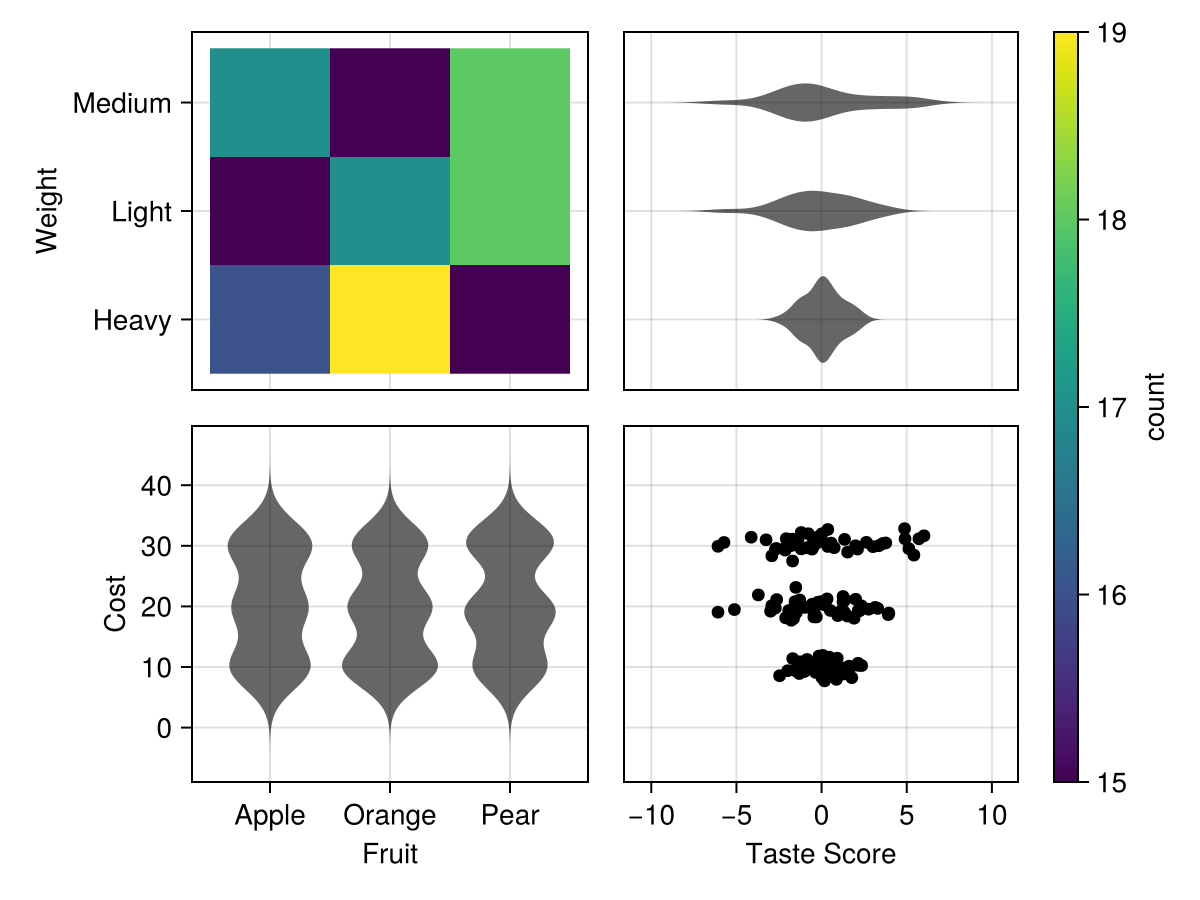 Weight
Medium
Light
Heavy
Cost
40
30
20
10
0
Apple Orange Pear
Fruit
−10 −5 0 5 10
Taste Score
19
18
17
16
15
count